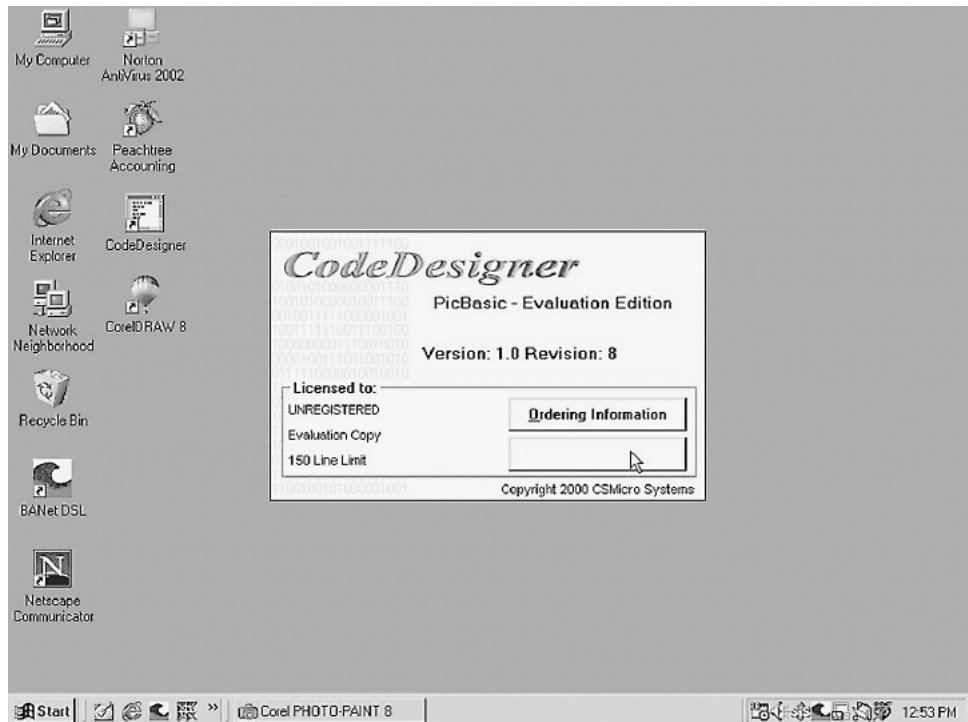 My Computer
Norton
AntiVirus 2002
My Documents
Peachtree
Accounting
Internet
Explorer
CodeDesigner
Network
Neighborhood
CorelDRAW 8
Recycle Bin
BANet DSL
Netscape
Communicator
CodeDesigner
PicBasic - Evaluation Edition
Version: 1.0 Revision: 8
Licensed to:
UNREGISTERED
Evaluation Copy
150 Line Limit
Ordering Information
Copyright 2000 CSMicro Systems
Start
Corel PHOTO-PAINT 8
12:53 PM